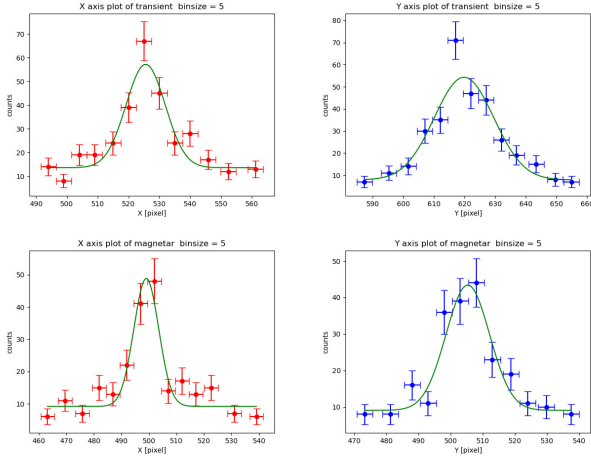 X axis plot of transient binsize = 5
70
60
50
40
30
20
10
counts
490 500 510 520 530 540 550 560
X [pixel]
Y axis plot of transient binsize = 5
80
70
60
50
40
30
20
10
counts
590 600 610 620 630 640 650 660
Y [pixel]
X axis plot of magnetar binsize = 5
50
40
30
20
10
counts
460 470 480 490 500 510 520 530 540
X [pixel]
Y axis plot of magnetar binsize = 5
50
40
30
20
10
counts
470 480 490 500 510 520 530 540
Y [pixel]